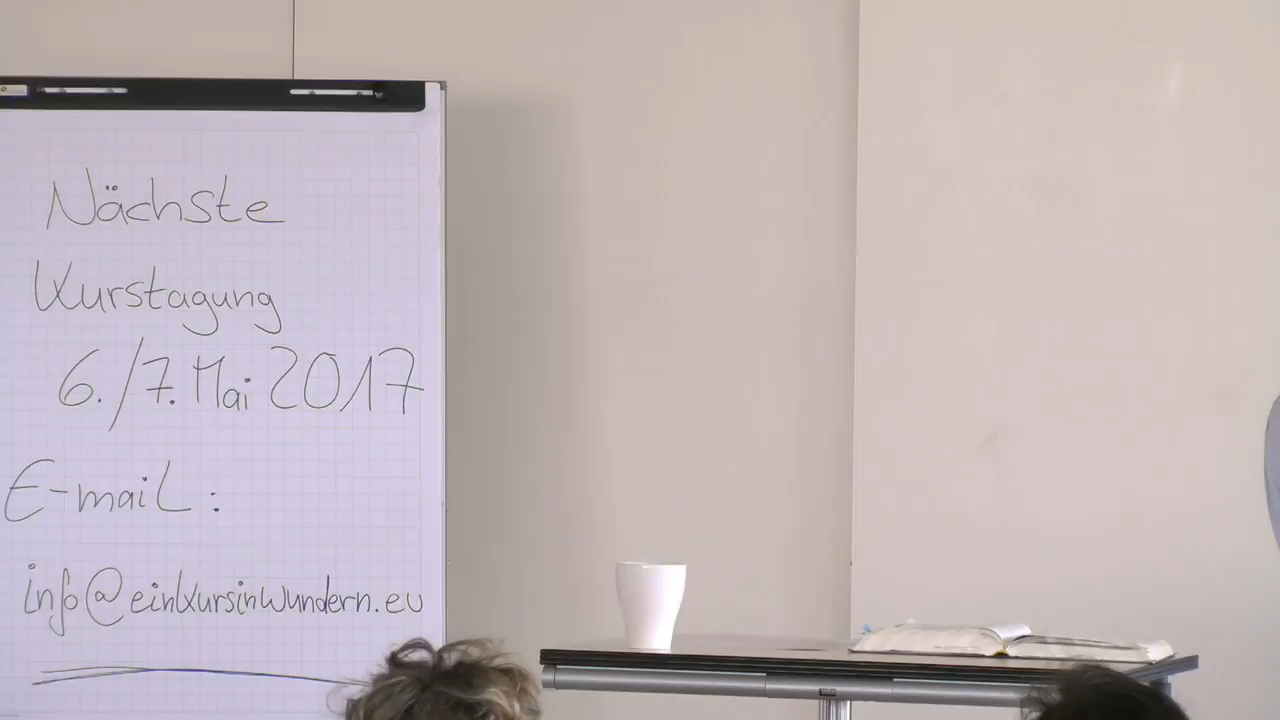 Nächste
Kurstagung
6./7. Mai 2017
E-mail:
info@einkursinwundern.eu